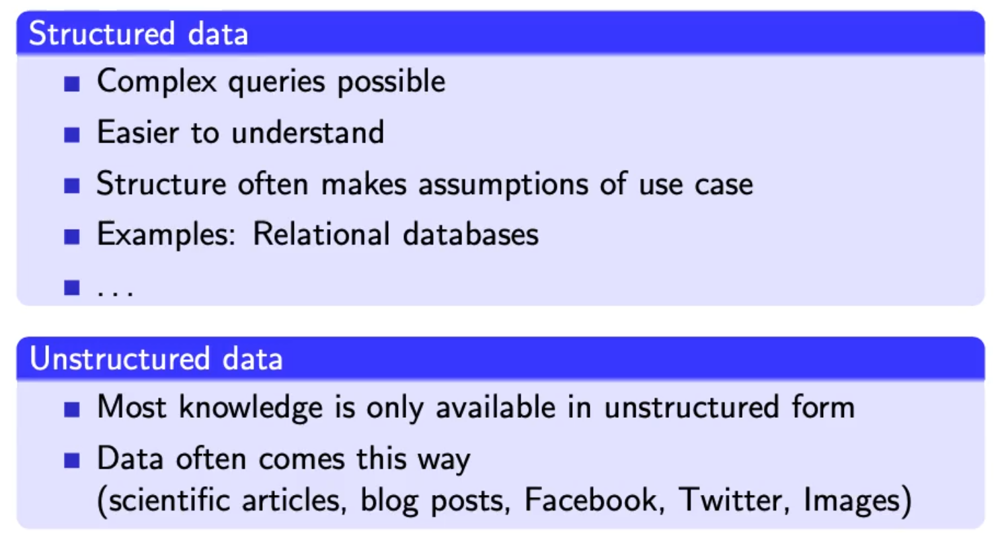 Structured data
Complex queries possible
Easier to understand
Structure often makes assumptions of use case
Examples: Relational databases
...
Unstructured data
Most knowledge is only available in unstructured form
Data often comes this way
(scientific articles, blog posts, Facebook, Twitter, Images)